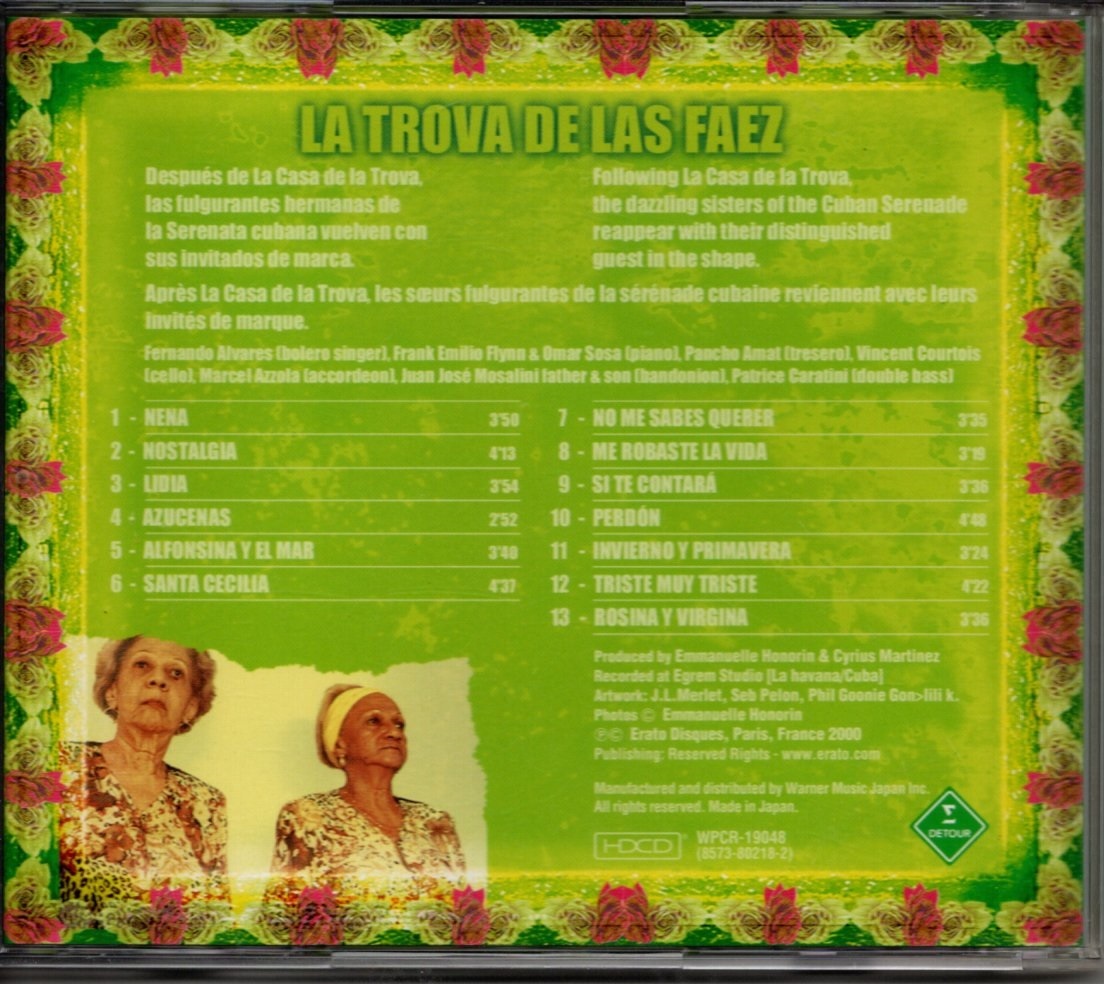 LA TROVA DE LAS FAEZ
Después de La Casa de la Trova,
las fulgurantes hermanas de
la Serenata cubana vuelven con
sus invitados de marca.
Following La Casa de la Trova,
the dazzling sisters of the Cuban Serenade
reappear with their distinguished
guest in the shape.
Après La Casa de la Trova, les sœurs fulgurantes de la sérénade cubaine reviennent avec leurs
invités de marque.
Fernando Alvares (bolero singer), Frank Emilio Flynn & Omar Sosa (piano), Pancho Amat (tresero), Vincent Courtois
(cello), Marcel Azzola (accordeon), Juan José Mosalini father & son (bandonion), Patrice Caratini (double bass)
1 - NENA 3'50
2 - NOSTALGIA 4'13
3 - LIDIA 3'54
4 - AZUCENAS 2'52
5 - ALFONSINA Y EL MAR 3'40
6 - SANTA CECILIA 4'37
7 - NO ME SABES QUERER 3'35
8 - ME ROBASTE LA VIDA 3'19
9 - SI TE CONTARÁ 3'36
10 - PERDÓN 4'48
11 - INVIERNO Y PRIMAVERA 3'24
12 - TRISTE MUY TRISTE 4'22
13 - ROSINA Y VIRGINA 3'36
Produced by Emmanuelle Honorin & Cyrius Martinez
Recorded at Egrem Studio [La havana/Cuba]
Artwork: J.L.Merlet, Seb Pelon, Phil Goonie Gon>lili k.
Photos © Emmanuelle Honorin
℗© Erato Disques, Paris, France 2000
Publishing: Reserved Rights - www.erato.com
Manufactured and distributed by Warner Music Japan Inc.
All rights reserved. Made in Japan.
HDCD® WPCR-19048
(8573-80218-2)
DETOUR